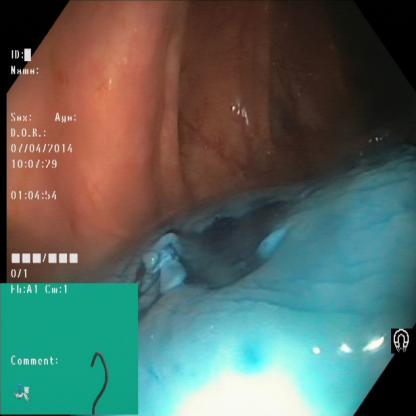 ID:
Name:
Sex: Age:
D.O.B.:
07/04/2014
10:07:29
01:04:54
■■■/■■■
0/1
Eh:A1 Cm:1
Comment: